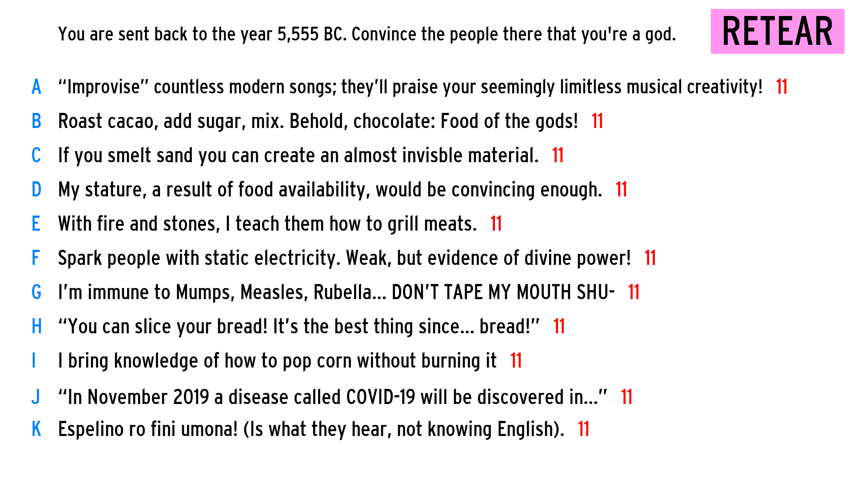 You are sent back to the year 5,555 BC. Convince the people there that you're a god.
RETEAR
A “Improvise” countless modern songs; they’ll praise your seemingly limitless musical creativity! 11
B Roast cacao, add sugar, mix. Behold, chocolate: Food of the gods! 11
C If you smelt sand you can create an almost invisble material. 11
D My stature, a result of food availability, would be convincing enough. 11
E With fire and stones, I teach them how to grill meats. 11
F Spark people with static electricity. Weak, but evidence of divine power! 11
G I’m immune to Mumps, Measles, Rubella... DON’T TAPE MY MOUTH SHU- 11
H “You can slice your bread! It’s the best thing since... bread!” 11
I I bring knowledge of how to pop corn without burning it 11
J “In November 2019 a disease called COVID-19 will be discovered in...” 11
K Espelino ro fini umona! (Is what they hear, not knowing English). 11